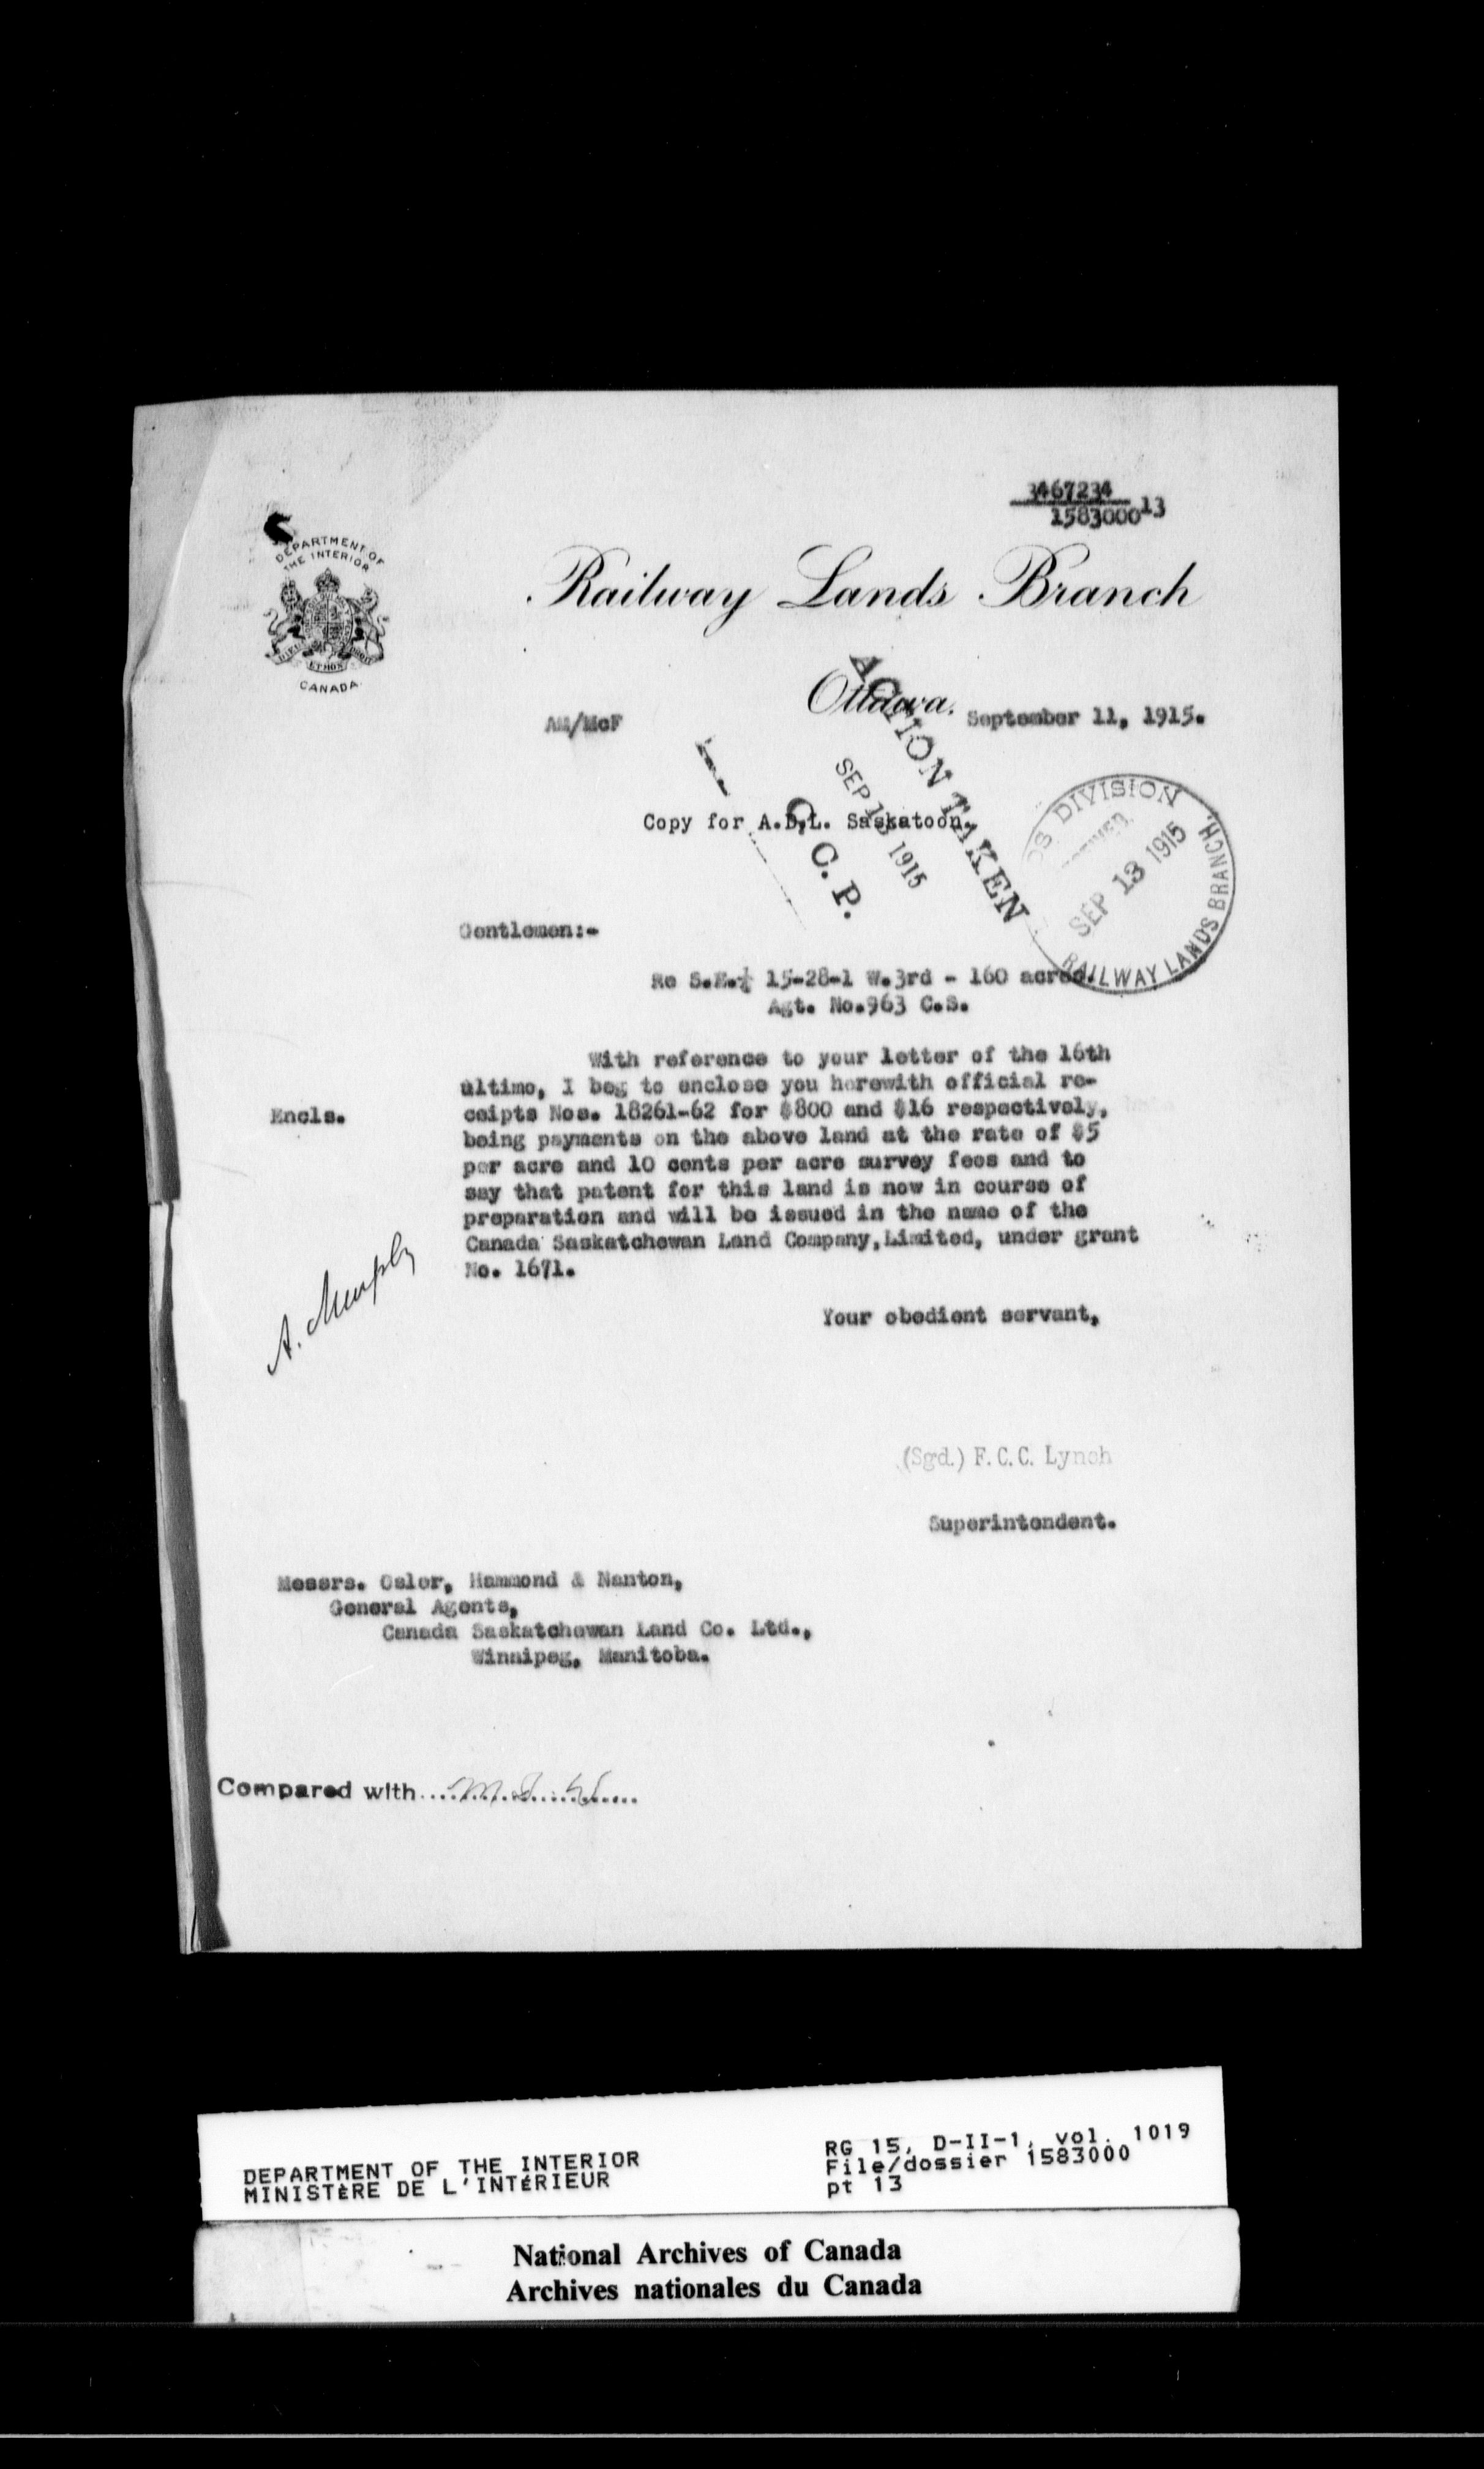 3467234
1583000 13
DEPARTMENT OF
THE INTERIOR
CANADA
Railway Lands Branch
Ottawa. September 11, 1915.
AM/McF
ACTION TAKEN
SEP 13 1915
C. C. P.
Copy for A.D.L. Saskatoon.
DS DIVISION
SEP 13 1915
RAILWAY LANDS BRANCH.
Gentlemen:-
Re S.E.¼ 15-28-1 W.3rd - 160 acres.
Agt. No.963 C.S.
With reference to your letter of the 16th
ultimo, I beg to enclose you herewith official re-
Encls. ceipts Nos. 18261-62 for $800 and $16 respectively,
being payments on the above land at the rate of $5
per acre and 10 cents per acre survey fees and to
say that patent for this land is now in course of
preparation and will be issued in the name of the
Canada Saskatchewan Land Company, Limited, under grant
No. 1671.
A. Murphy
Your obedient servant,
(Sgd.) F. C. C. Lynch
Superintendent.
Messrs. Osler, Hammond & Nanton,
General Agents,
Canada Saskatchewan Land Co. Ltd.,
Winnipeg, Manitoba.
Compared with
DEPARTMENT OF THE INTERIOR
MINISTÈRE DE L'INTÉRIEUR
RG 15, D-II-1, vol. 1019
File/dossier 1583000
pt 13
National Archives of Canada
Archives nationales du Canada